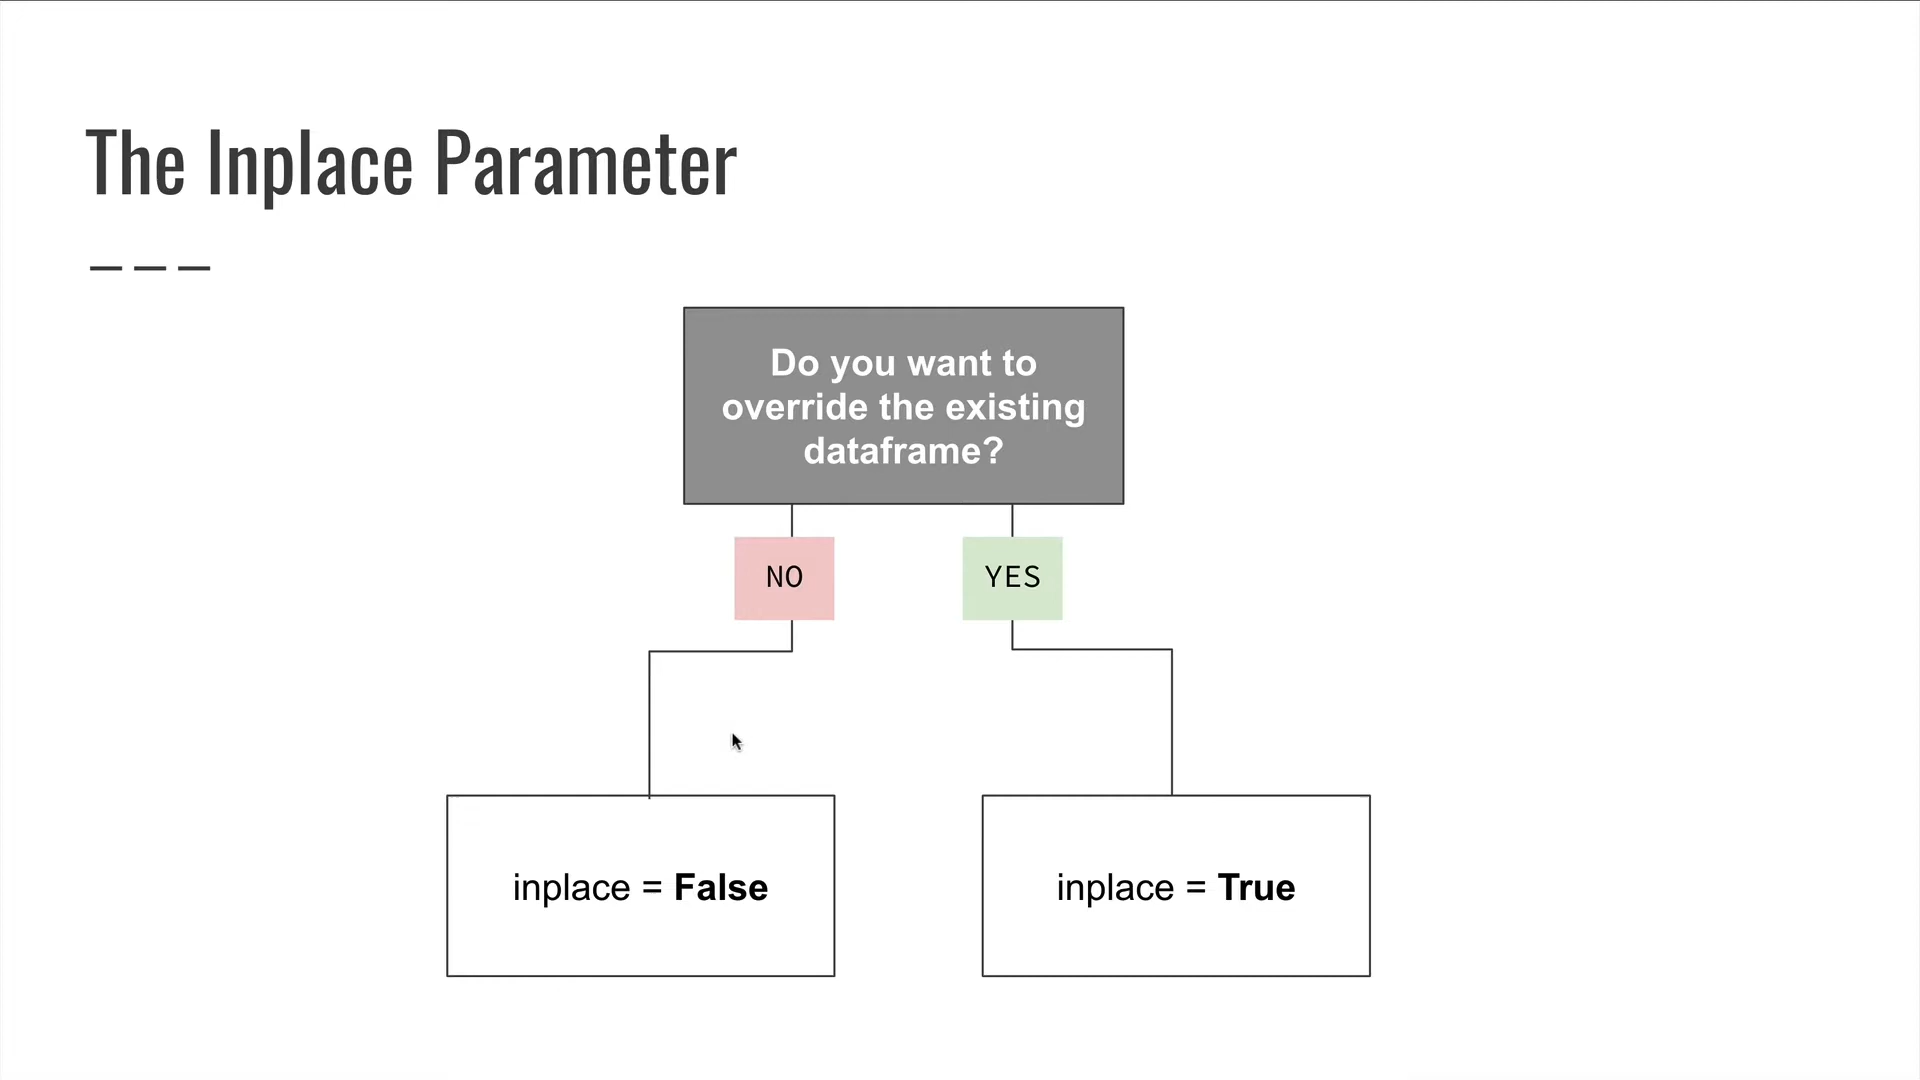 The Inplace Parameter
Do you want to
override the existing
dataframe?
NO
YES
inplace = False
inplace = True